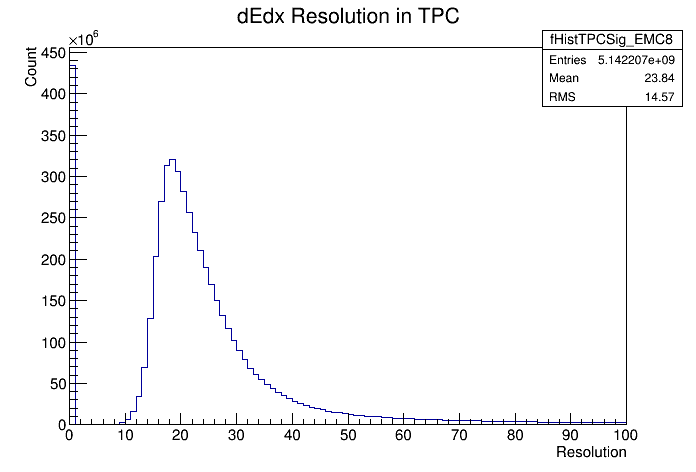 dEdx Resolution in TPC
×10⁶
fHistTPCSig_EMC8
Entries 5.142207e+09
Mean 23.84
RMS 14.57
Count
450
400
350
300
250
200
150
100
50
0
0 10 20 30 40 50 60 70 80 90 100
Resolution